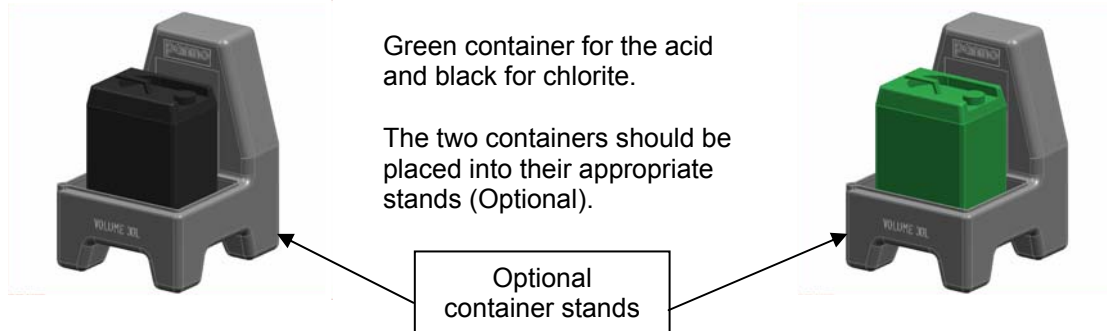 Green container for the acid
and black for chlorite.
The two containers should be
placed into their appropriate
stands (Optional).
VOLUME 30L
VOLUME 30L
Optional
container stands